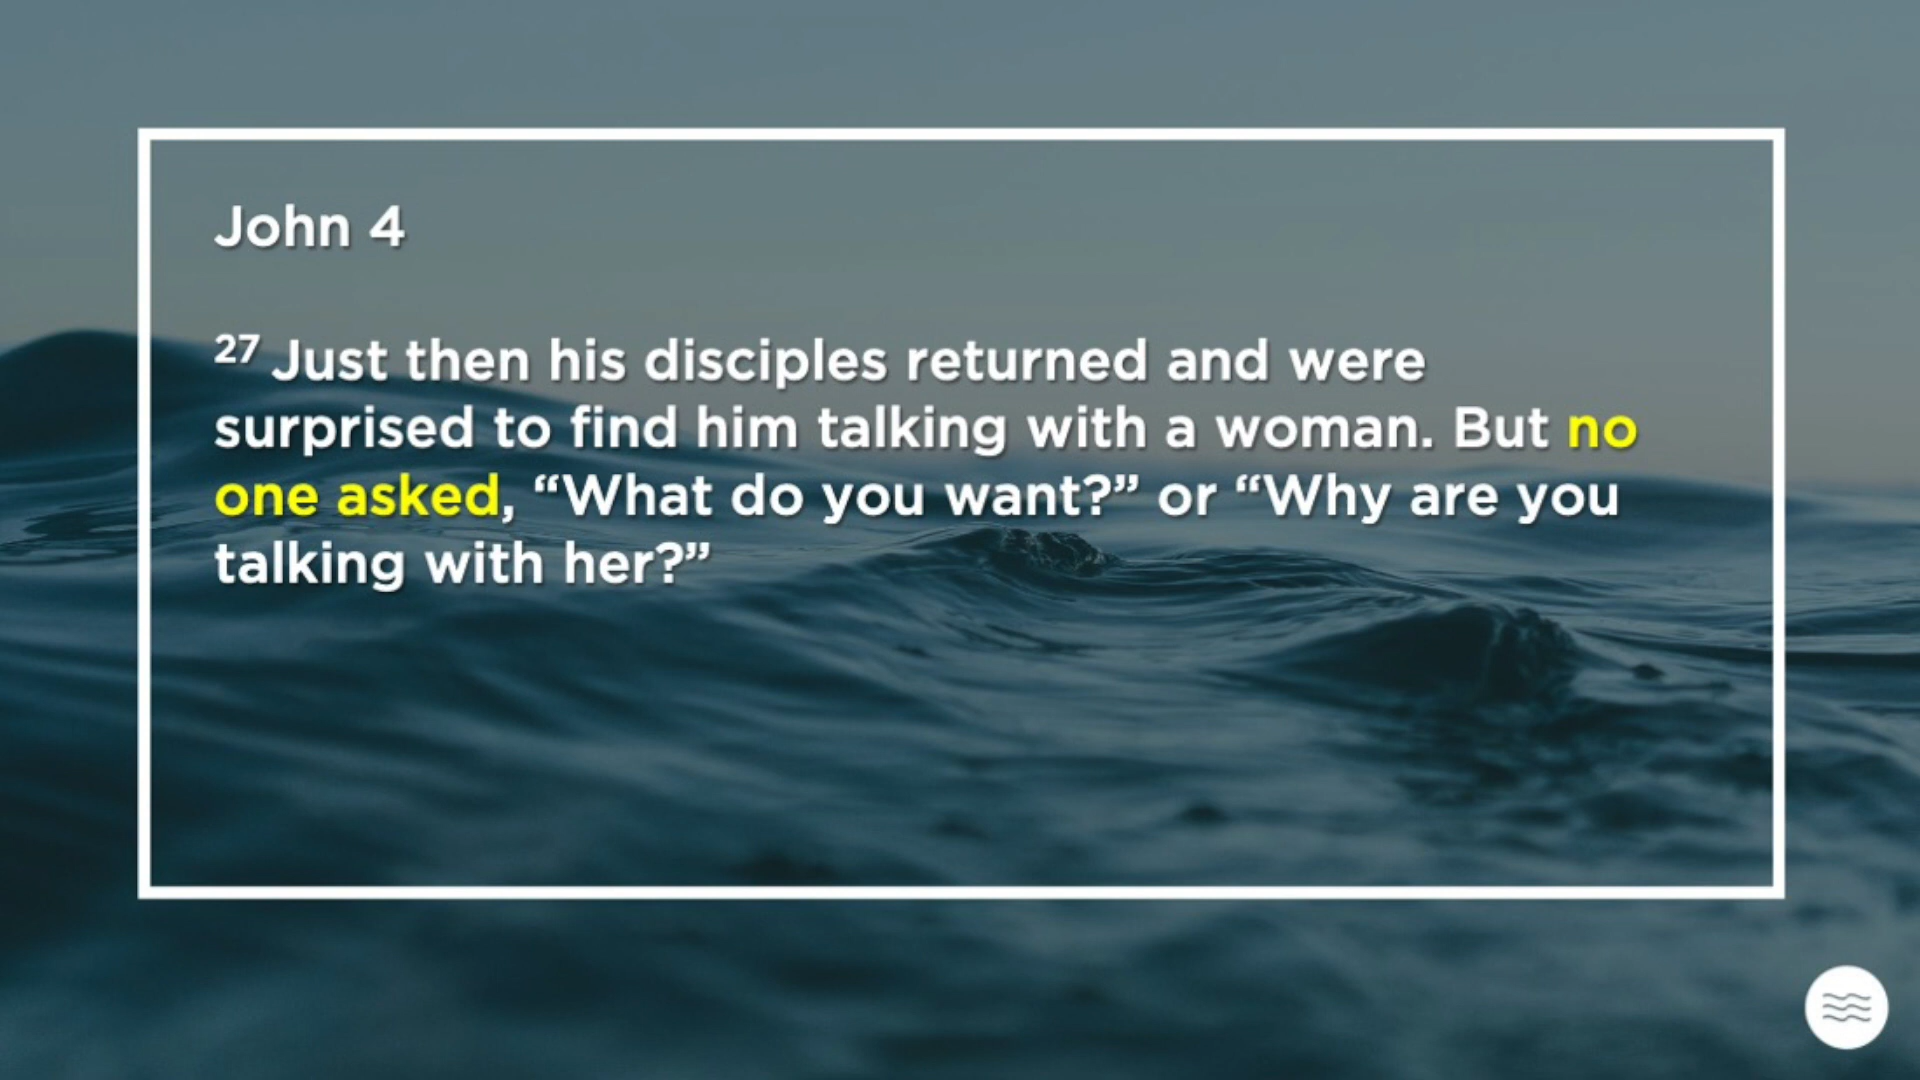 John 4
27 Just then his disciples returned and were
surprised to find him talking with a woman. But no
one asked, “What do you want?” or “Why are you
talking with her?”